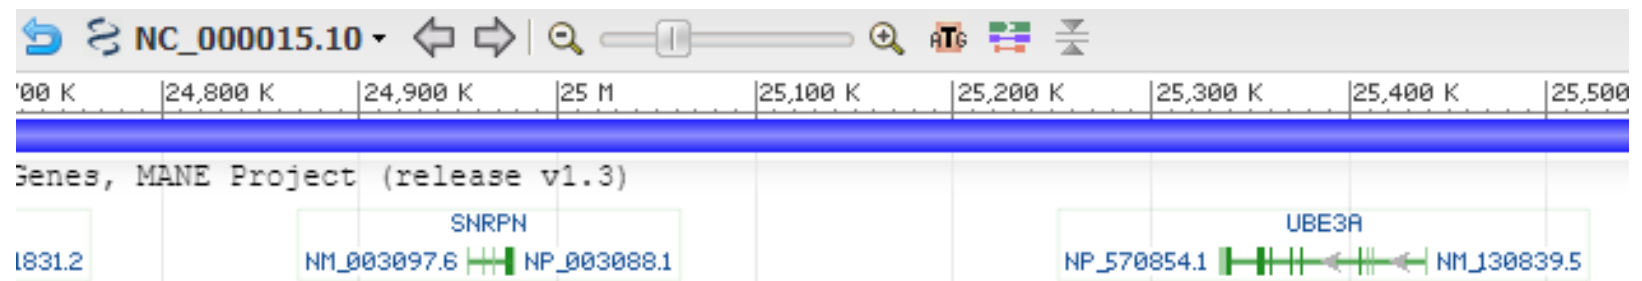 NC_000015.10
ATG
00 K 24,800 K 24,900 K 25 M 25,100 K 25,200 K 25,300 K 25,400 K 25,500
Genes, MANE Project (release v1.3)
SNRPN UBE3A
1831.2 NM_003097.6 NP_003088.1 NP_570854.1 NM_130839.5